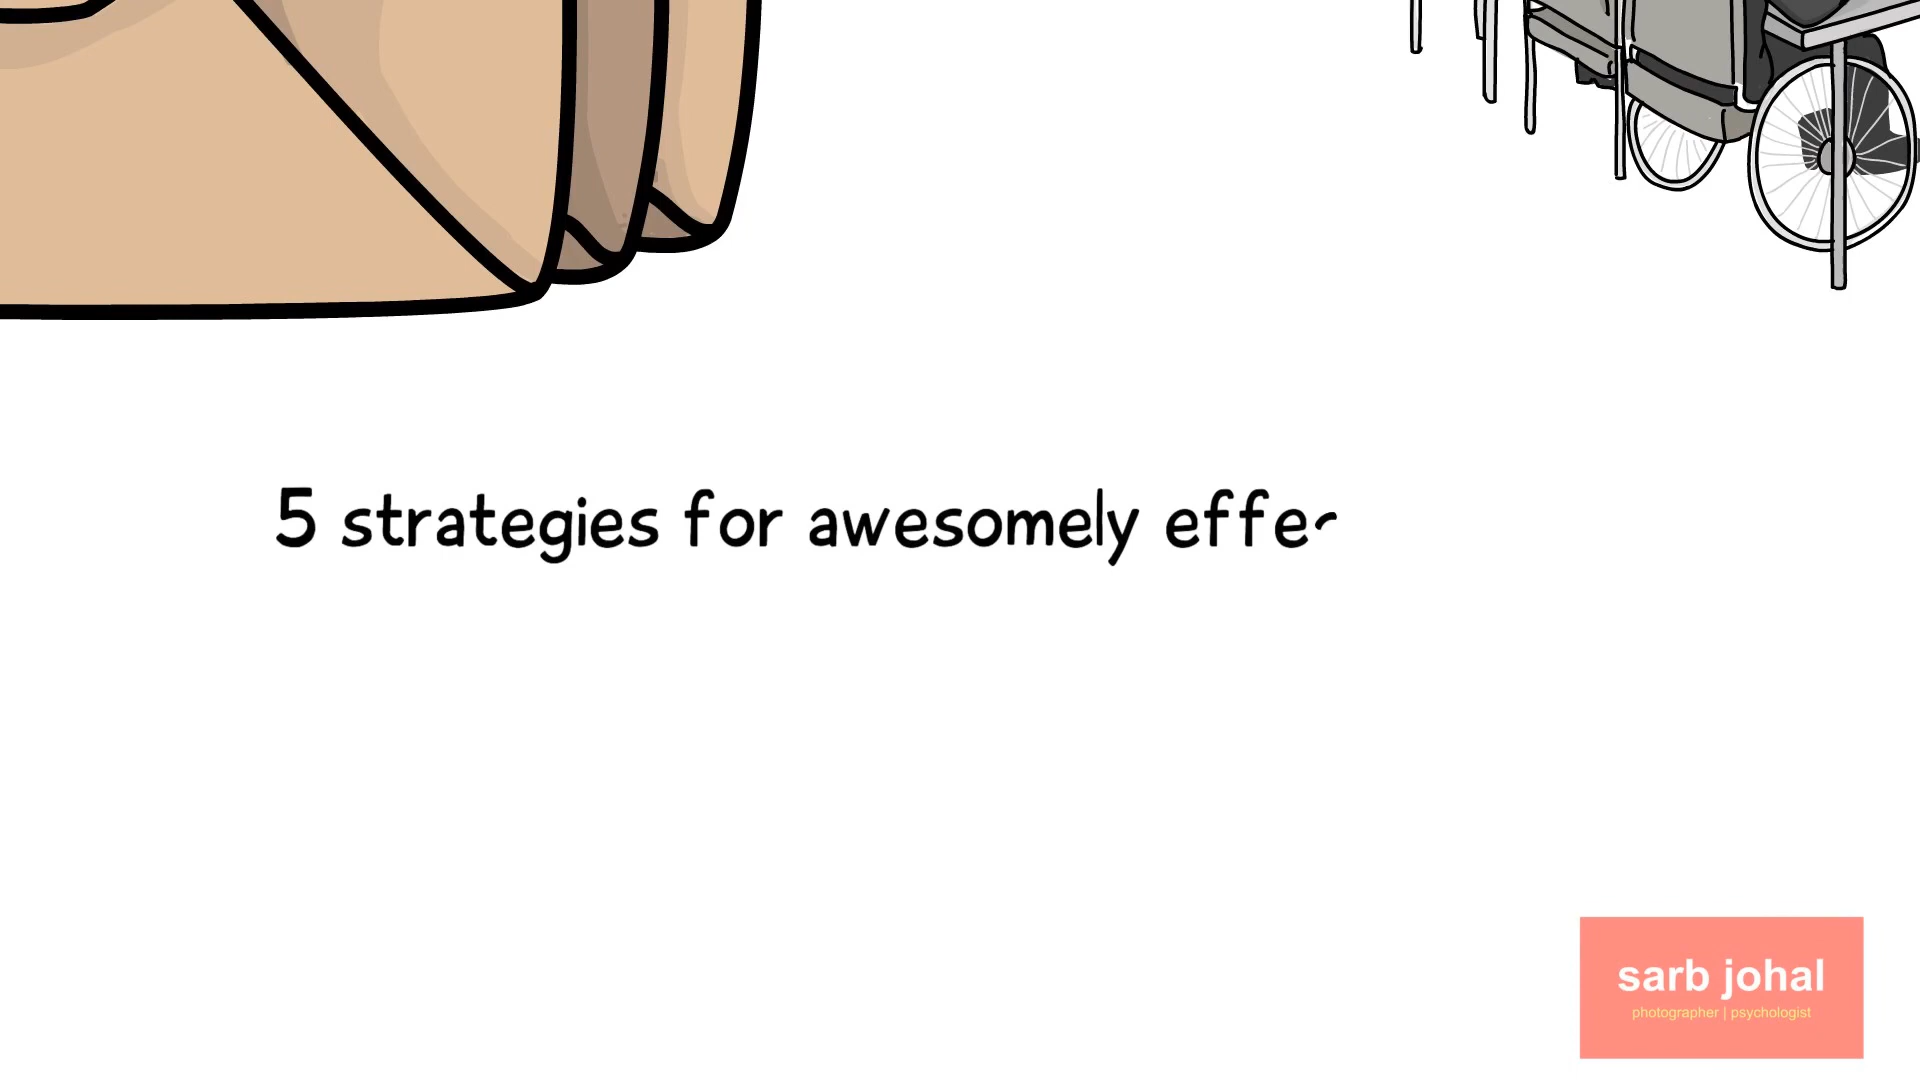 5 strategies for awesomely effe
sarb johal
photographer | psychologist